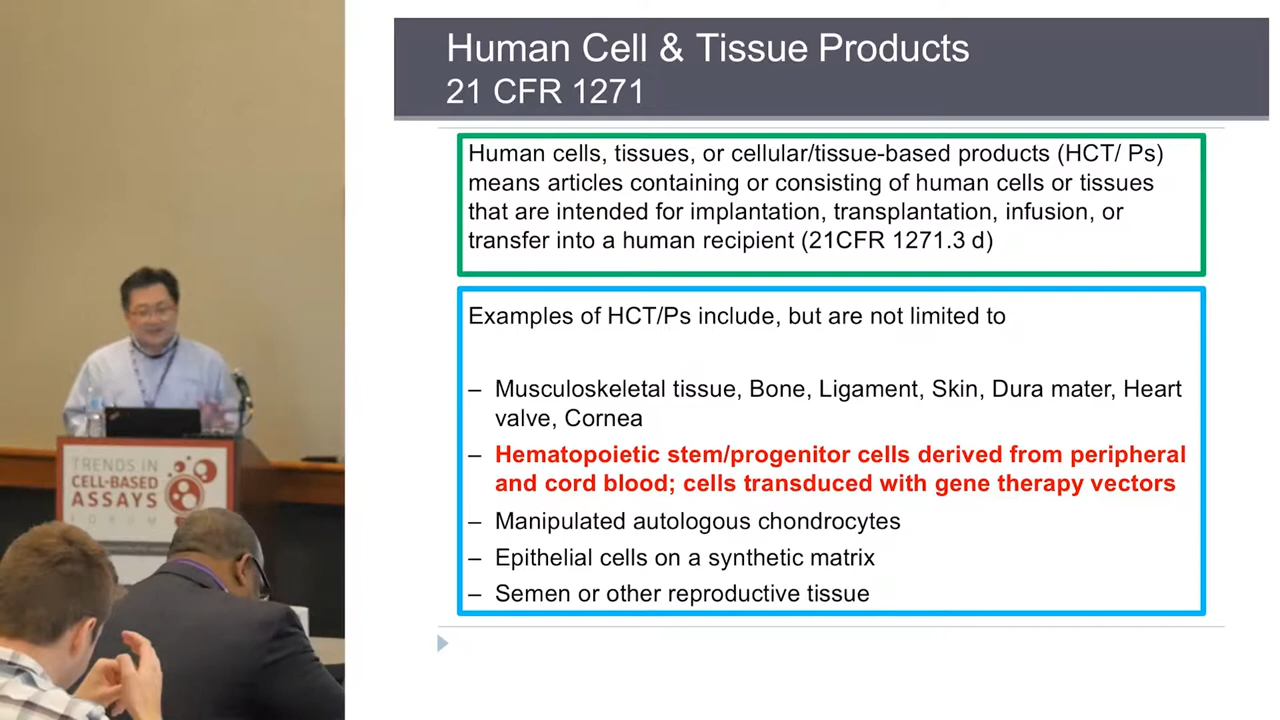 Human Cell & Tissue Products
21 CFR 1271
Human cells, tissues, or cellular/tissue-based products (HCT/ Ps)
means articles containing or consisting of human cells or tissues
that are intended for implantation, transplantation, infusion, or
transfer into a human recipient (21CFR 1271.3 d)
Examples of HCT/Ps include, but are not limited to
– Musculoskeletal tissue, Bone, Ligament, Skin, Dura mater, Heart
valve, Cornea
– Hematopoietic stem/progenitor cells derived from peripheral
and cord blood; cells transduced with gene therapy vectors
– Manipulated autologous chondrocytes
– Epithelial cells on a synthetic matrix
– Semen or other reproductive tissue
TRENDS IN
CELL-BASED
ASSAYS
FORUM